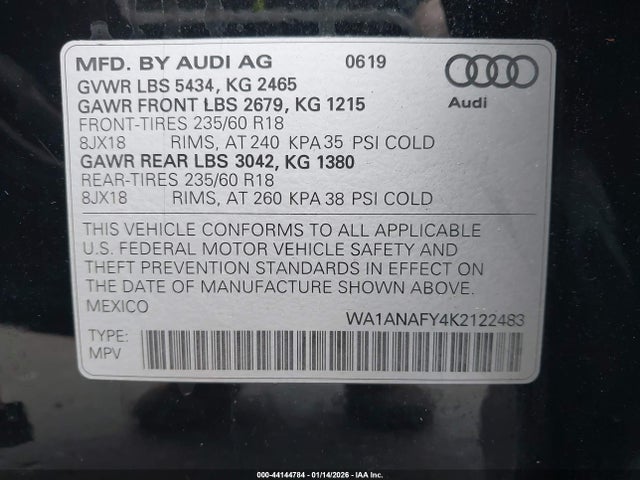 MFD. BY AUDI AG 0619
GVWR LBS 5434, KG 2465
GAWR FRONT LBS 2679, KG 1215
FRONT-TIRES 235/60 R18
8JX18 RIMS, AT 240 KPA 35 PSI COLD
GAWR REAR LBS 3042, KG 1380
REAR-TIRES 235/60 R18
8JX18 RIMS, AT 260 KPA 38 PSI COLD
Audi
THIS VEHICLE CONFORMS TO ALL APPLICABLE
U.S. FEDERAL MOTOR VEHICLE SAFETY AND
THEFT PREVENTION STANDARDS IN EFFECT ON
THE DATE OF MANUFACTURE SHOWN ABOVE.
MEXICO
WA1ANAFY4K2122483
TYPE:
MPV
000-44144784 - 01/14/2026 - Copyright IAA, Inc.